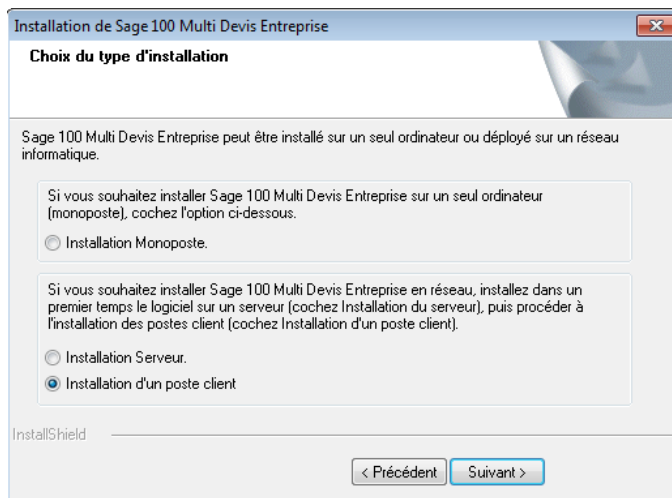 Installation de Sage 100 Multi Devis Entreprise
Choix du type d'installation
Sage 100 Multi Devis Entreprise peut être installé sur un seul ordinateur ou déployé sur un réseau
informatique.
Si vous souhaitez installer Sage 100 Multi Devis Entreprise sur un seul ordinateur
(monoposte), cochez l'option ci-dessous.
Installation Monoposte.
Si vous souhaitez installer Sage 100 Multi Devis Entreprise en réseau, installez dans un
premier temps le logiciel sur un serveur (cochez Installation du serveur), puis procéder à
l'installation des postes client (cochez Installation d'un poste client).
Installation Serveur.
Installation d'un poste client
InstallShield
< Précédent Suivant >